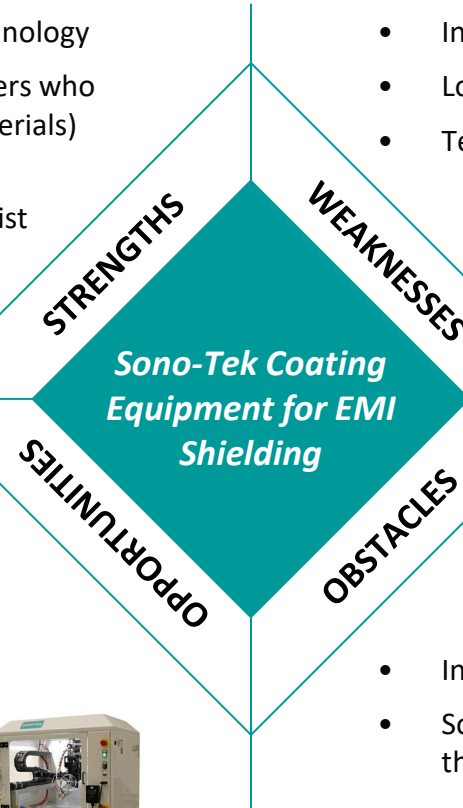 nology
ers who
erials)
ist
• In
• Lo
• Te
STRENGTHS
WEAKNESSES
Sono-Tek Coating
Equipment for EMI
Shielding
OPPORTUNITIES
OBSTACLES
• In
• So
th